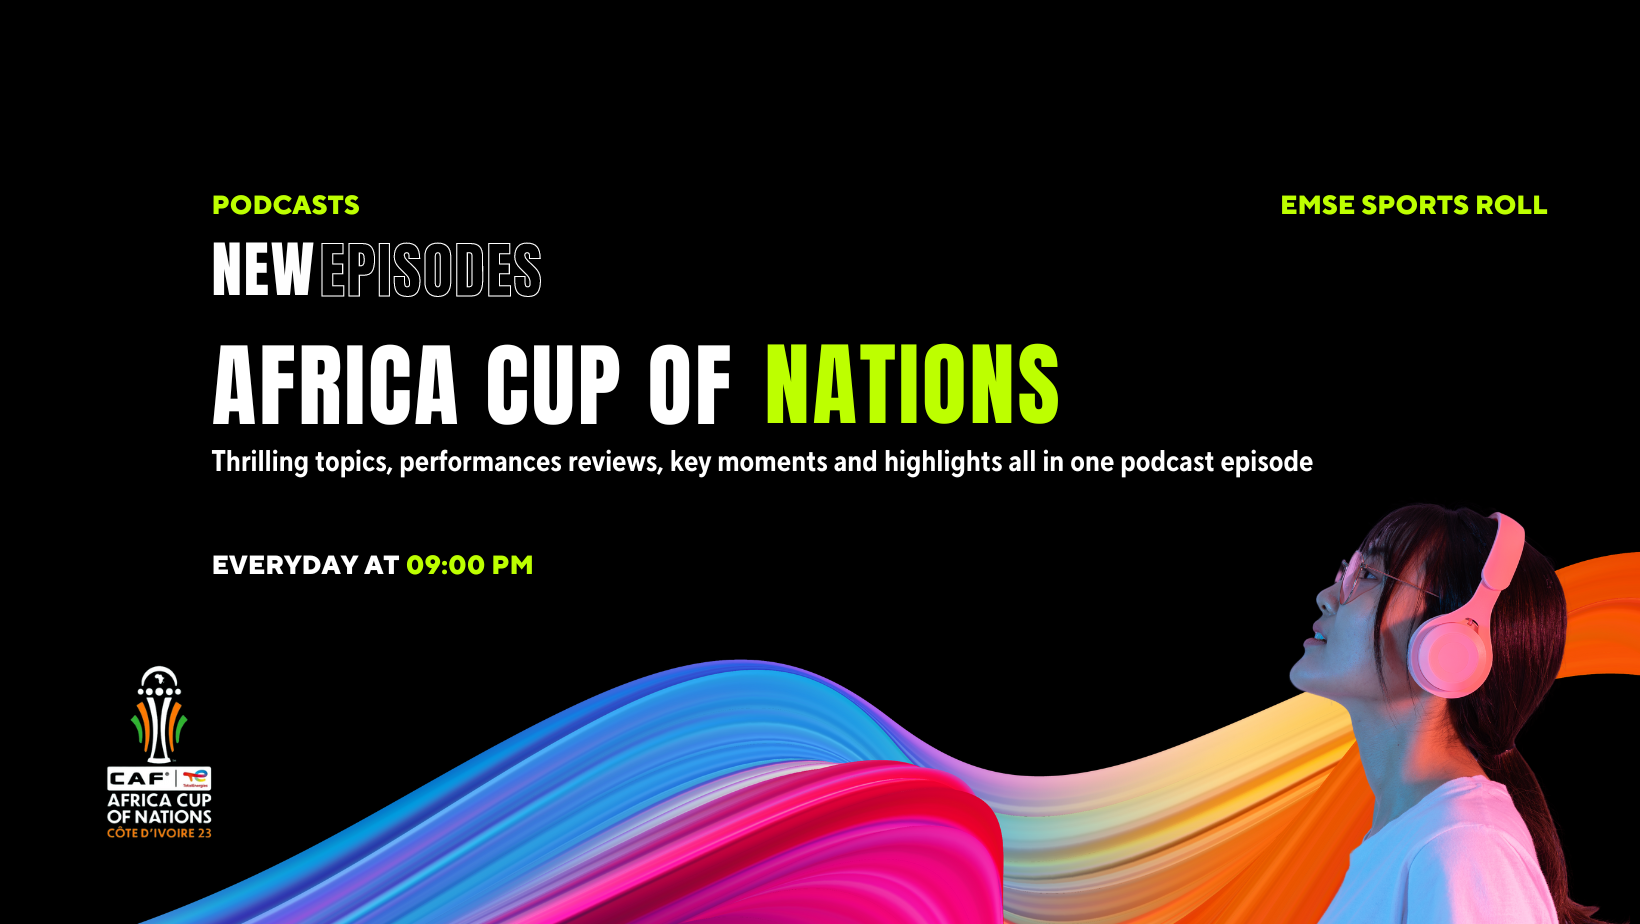 PODCASTS
EMSE SPORTS ROLL
NEW EPISODES
AFRICA CUP OF NATIONS
Thrilling topics, performances reviews, key moments and highlights all in one podcast episode
EVERYDAY AT 09:00 PM
CAF
TotalEnergies
AFRICA CUP
OF NATIONS
CÔTE D'IVOIRE 23